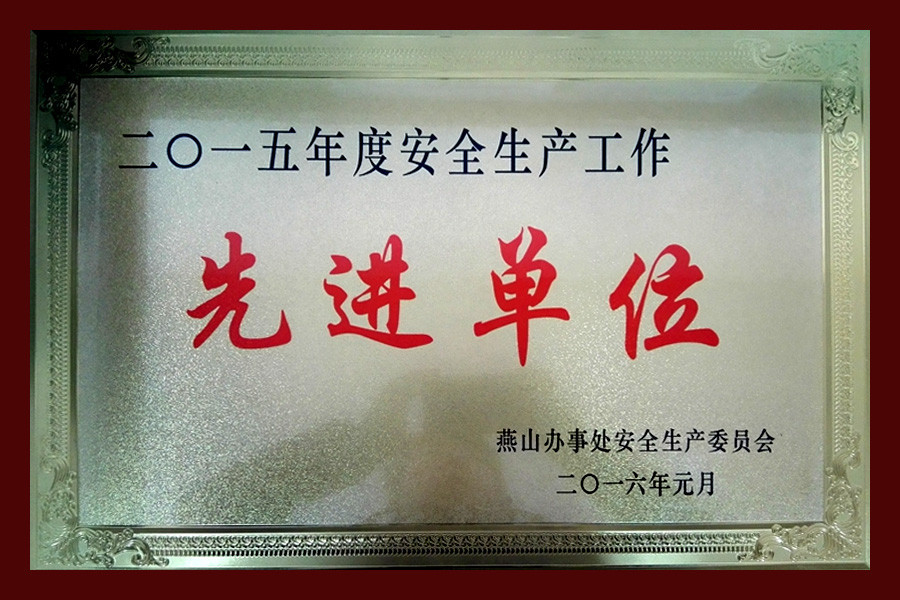 二〇一五年度安全生产工作
先进单位
燕山办事处安全生产委员会
二〇一六年元月